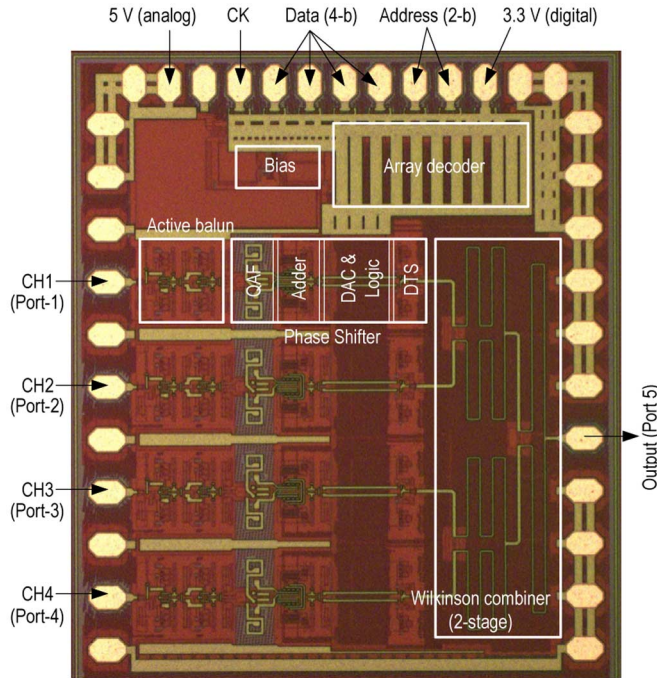 5 V (analog)
CK
Data (4-b)
Address (2-b)
3.3 V (digital)
Bias
Array decoder
Active balun
CH1
(Port-1)
QAF
Adder
DAC &
Logic
DTS
Phase Shifter
CH2
(Port-2)
Output (Port 5)
CH3
(Port-3)
CH4
(Port-4)
Wilkinson combiner
(2-stage)